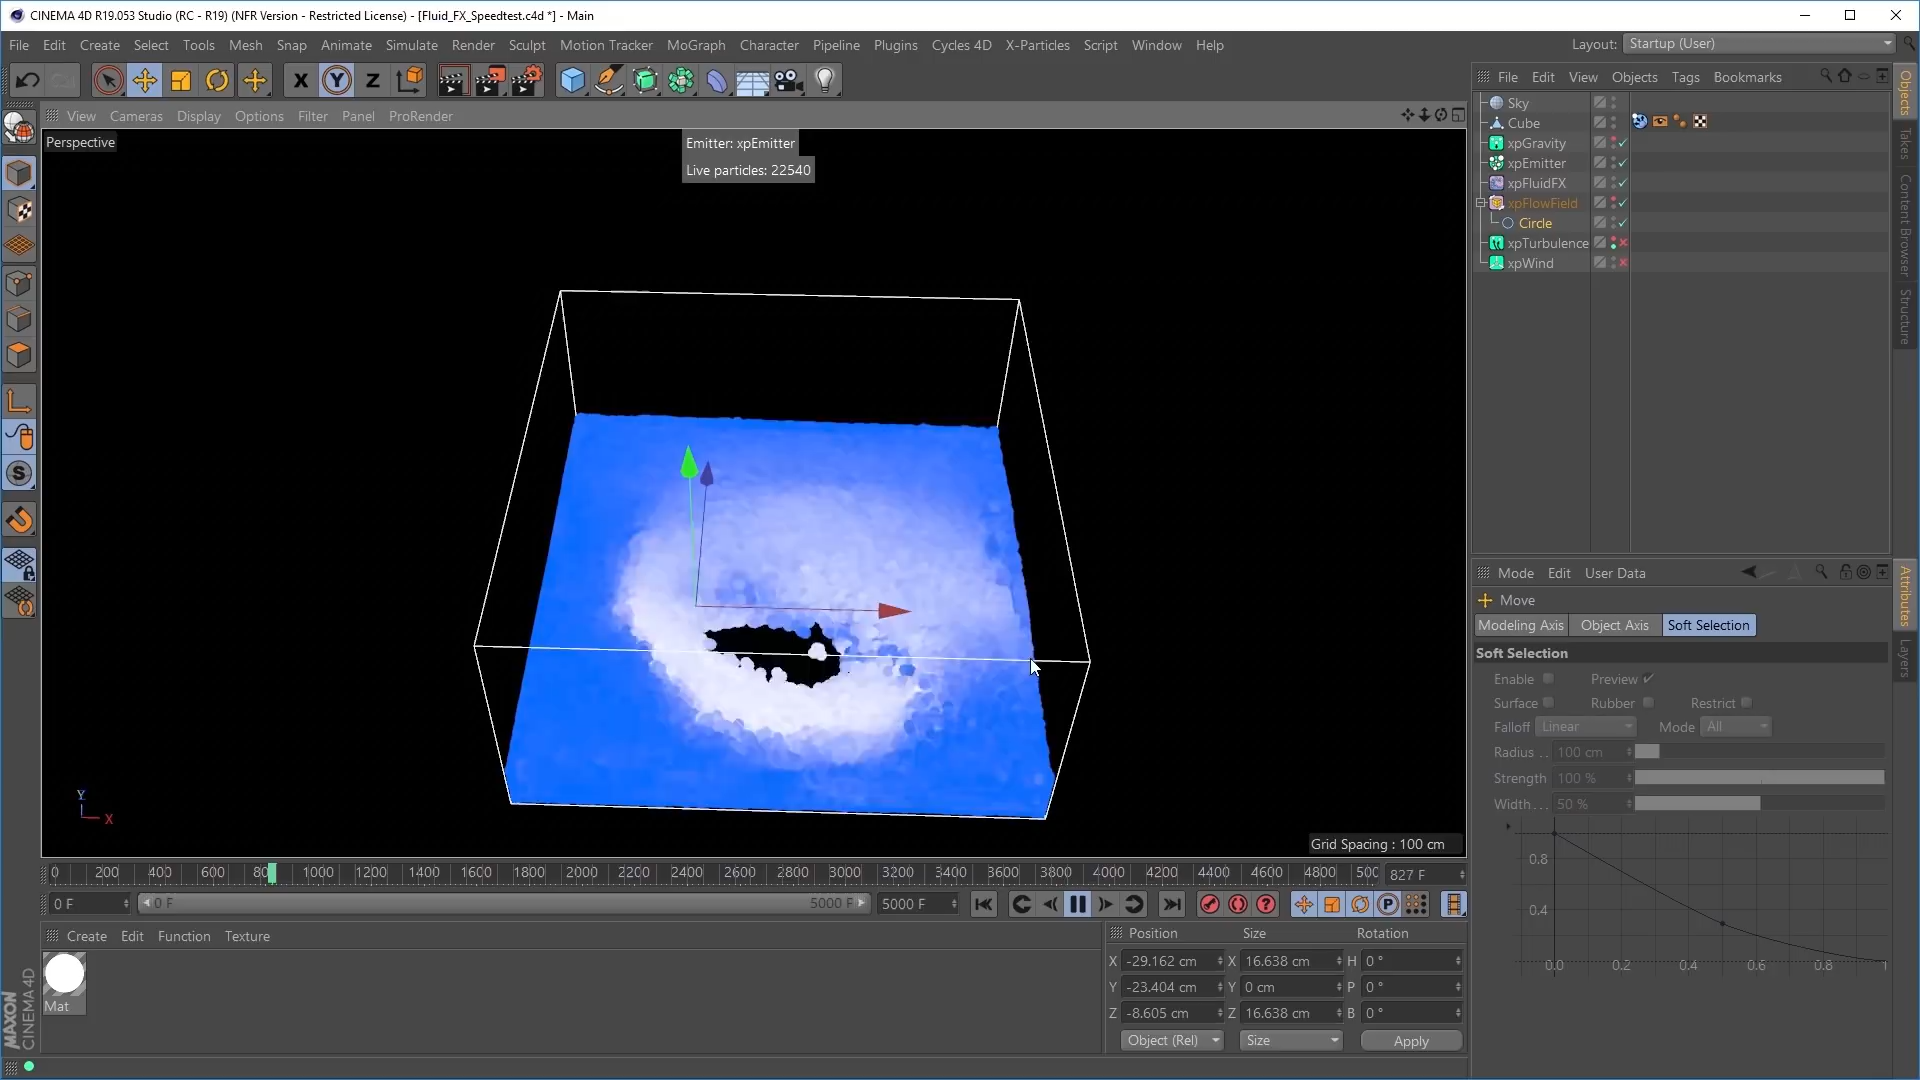 CINEMA 4D R19.053 Studio (RC - R19) (NFR Version - Restricted License) - [Fluid_FX_Speedtest.c4d *] - Main
File Edit Create Select Tools Mesh Snap Animate Simulate Render Sculpt Motion Tracker MoGraph Character Pipeline Plugins Cycles 4D X-Particles Script Window Help
Layout: Startup (User)
X Y Z
File Edit View Objects Tags Bookmarks
Objects
Takes
Content Browser
Structure
View Cameras Display Options Filter Panel ProRender
Perspective
Emitter: xpEmitter
Live particles: 22540
Sky
Cube
xpGravity
xpEmitter
xpFluidFX
xpFlowField
Circle
xpTurbulence
xpWind
S
Y
X
Grid Spacing : 100 cm
Mode Edit User Data
Attributes
Layers
Move
Modeling Axis Object Axis Soft Selection
Soft Selection
Enable Preview
Surface Rubber Restrict
Falloff Linear Mode All
Radius . . 100 cm
Strength 100 %
Width . . . 50 %
0.8
0.4
0.0 0.2 0.4 0.6 0.8 1
0 200 400 600 80 1000 1200 1400 1600 1800 2000 2200 2400 2600 2800 3000 3200 3400 3600 3800 4000 4200 4400 4600 4800 500 827 F
0 F 0 F 5000 F 5000 F
P
Create Edit Function Texture
Mat
Position Size Rotation
X -29.162 cm X 16.638 cm H 0 °
Y -23.404 cm Y 0 cm P 0 °
Z -8.605 cm Z 16.638 cm B 0 °
Object (Rel) Size Apply
MAXON
CINEMA 4D